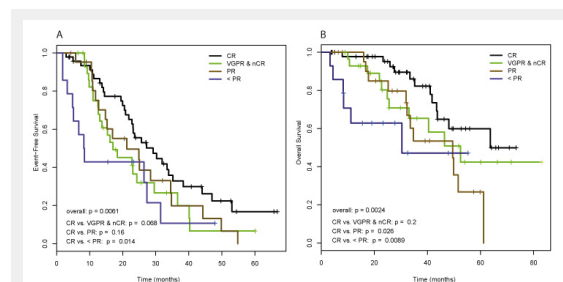 A
CR
VGPR & nCR
PR
< PR
Event-Free Survival
1.0
0.8
0.6
0.4
0.2
0.0
overall: p = 0.0061
CR vs. VGPR & nCR: p = 0.068
CR vs. PR: p = 0.16
CR vs. < PR: p = 0.014
0 10 20 30 40 50 60
Time (months)
B
CR
VGPR & nCR
PR
< PR
Overall Survival
1.0
0.8
0.6
0.4
0.2
0.0
overall: p = 0.0024
CR vs. VGPR & nCR: p = 0.2
CR vs. PR: p = 0.026
CR vs. < PR: p = 0.0089
0 20 40 60 80
Time (months)